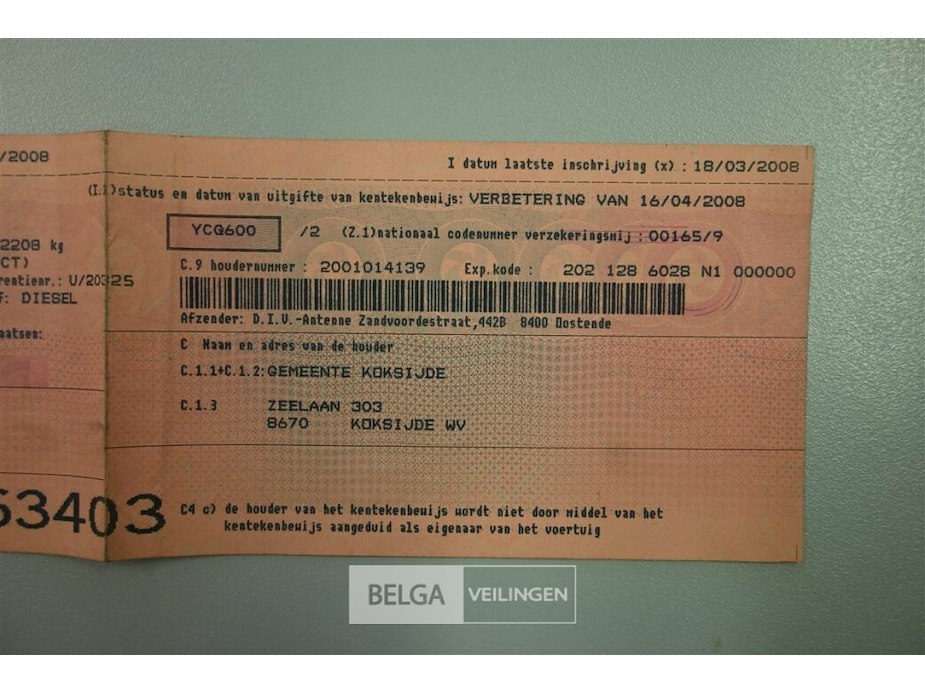 /2008
I datum laatste inschrijving (x) : 18/03/2008
(I.1)status en datum van uitgifte van kentekenbewijs: VERBETERING VAN 16/04/2008
YCQ600 /2 (Z.1)nationaal codenummer verzekeringsmij : 00165/9
2208 kg
CT)
C.9 houdernummer : 2001014139 Exp.kode : 202 128 6028 N1 000000
rentienr.: U/20325
f: DIESEL
Afzender: D.I.V.-Antenne Zandvoordestraat,442B 8400 Oostende
aatsen:
C Naam en adres van de houder
C.1.1+C.1.2:GEMEENTE KOKSIJDE
C.1.3 ZEELAAN 303
8670 KOKSIJDE WV
53403
C4 c) de houder van het kentekenbewijs wordt niet door middel van het
kentekenbewijs aangeduid als eigenaar van het voertuig
BELGA VEILINGEN